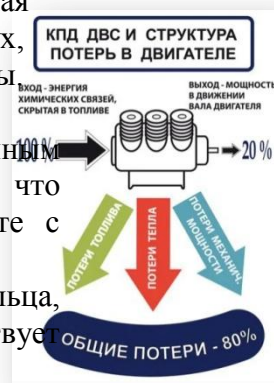 ая
х,
ы.
ным
что
те с
льца,
твует
КПД ДВС И СТРУКТУРА
ПОТЕРЬ В ДВИГАТЕЛЕ
ВХОД - ЭНЕРГИЯ
ХИМИЧЕСКИХ СВЯЗЕЙ,
СКРЫТАЯ В ТОПЛИВЕ
ВЫХОД - МОЩНОСТЬ
В ДВИЖЕНИИ
ВАЛА ДВИГАТЕЛЯ
100 %
20 %
ПОТЕРИ ТОПЛИВА
ПОТЕРИ ТЕПЛА
ПОТЕРИ МЕХАНИЧ.
МОЩНОСТИ
ОБЩИЕ ПОТЕРИ - 80%